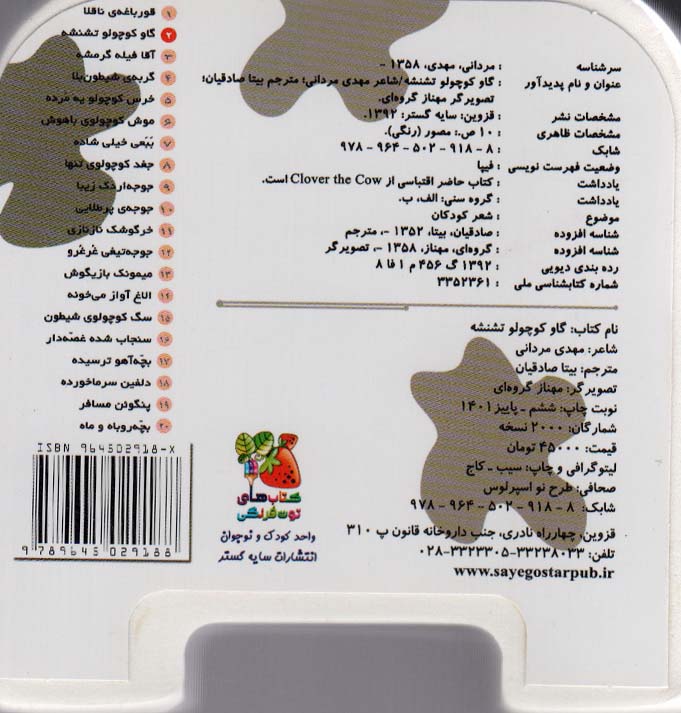 سرشناسه : مردانی، مهدی، ۱۳۵۸ -
عنوان و نام پدیدآور : گاو کوچولو تشنشه/شاعر مهدی مردانی؛ مترجم بیتا صادقیان؛
تصویرگر مهناز گروه‌ای.
مشخصات نشر : قزوین: سایه گستر: ۱۳۹۲.
مشخصات ظاهری : ۱۰ ص.: مصور (رنگی).
شابک : ۸ - ۹۱۸ - ۵۰۲ - ۹۶۴ - ۹۷۸
وضعیت فهرست نویسی : فیپا
یادداشت : کتاب حاضر اقتباسی از Clover the Cow است.
یادداشت : گروه سنی: الف، ب.
موضوع : شعر کودکان
شناسه افزوده : صادقیان، بیتا، ۱۳۵۲ -، مترجم
شناسه افزوده : گروه‌ای، مهناز، ۱۳۵۸ -، تصویرگر
رده بندی دیویی : ۱۳۹۲ گ ۴۵۶ م ۱ فا ۸
شماره کتابشناسی ملی : ۳۳۵۲۳۶۱
نام کتاب: گاو کوچولو تشنشه
شاعر: مهدی مردانی
مترجم: بیتا صادقیان
تصویرگر: مهناز گروه‌ای
نوبت چاپ: ششم - پاییز ۱۴۰۱
شمارگان: ۲۰۰۰ نسخه
قیمت: ۴۵۰۰۰ تومان
لیتوگرافی و چاپ: سیب - کاج
صحافی: طرح نو اسپرلوس
شابک: ۸ - ۹۱۸ - ۵۰۲ - ۹۶۴ - ۹۷۸
قزوین، چهارراه نادری، جنب داروخانه قانون پ ۳۱۰
تلفن: ۳۳۲۳۸۰۳۳-۳۳۲۳۳۰۵-۰۲۸
www.sayegostarpub.ir
۱ قورباغه‌ی ناقلا
۲ گاو کوچولو تشنشه
۳ آقا فیله گرمشه
۴ گربه‌ی شیطون‌بلا
۵ خرس کوچولو یه مَرده
۶ موش کوچولوی باهوش
۷ بَبَعی خیلی شاده
۸ جغد کوچولوی تنها
۹ جوجه‌اردک زیبا
۱۰ جوجه‌ی پرطلایی
۱۱ خرگوشک نازنازی
۱۲ جوجه‌تیغی غرغرو
۱۳ میمونک بازیگوش
۱۴ الاغ آواز می‌خونه
۱۵ سگ کوچولوی شیطون
۱۶ سنجاب شده غصّه‌دار
۱۷ بچّه‌آهو ترسیده
۱۸ دلفین سرماخورده
۱۹ پنگوئن مسافر
۲۰ بچّه‌روباه و ماه
ISBN 964502918-X
9 789645 029188
کتاب‌های
توت‌فرنگی
واحد کودک و نوجوان
انتشارات سایه گستر